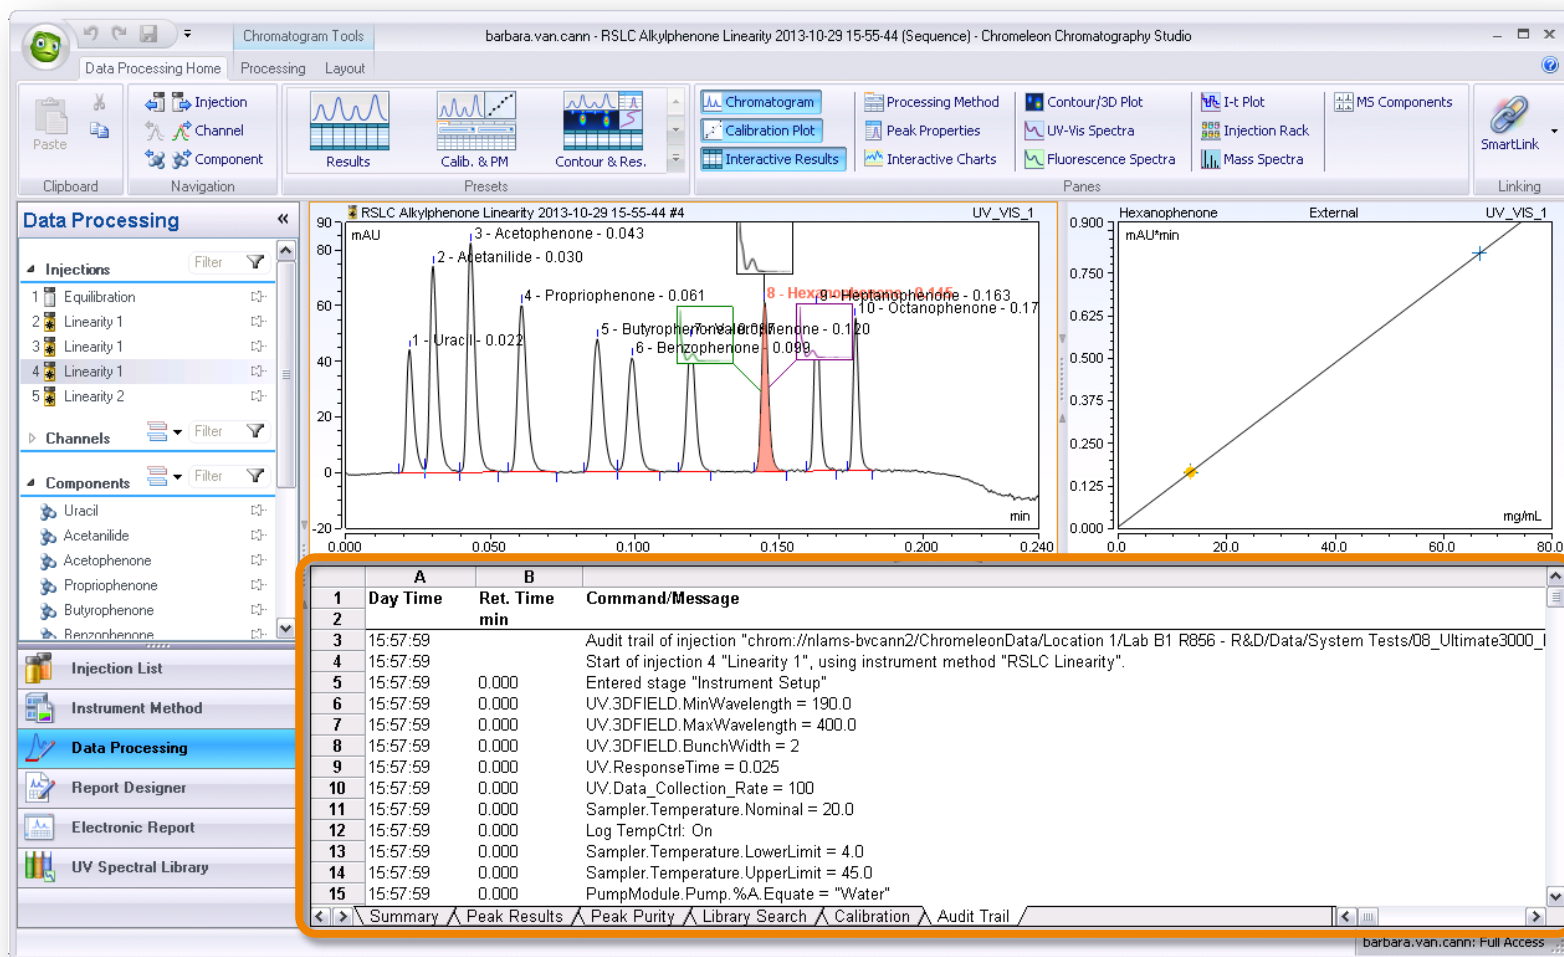 Chromatogram Tools
barbara.van.cann - RSLC Alkylphenone Linearity 2013-10-29 15-55-44 (Sequence) - Chromeleon Chromatography Studio
Data Processing Home Processing Layout
Paste
Clipboard
Injection
Channel
Component
Navigation
Results
Calib. & PM
Contour & Res.
Presets
Chromatogram
Calibration Plot
Interactive Results
Processing Method
Peak Properties
Interactive Charts
Contour/3D Plot
UV-Vis Spectra
Fluorescence Spectra
I-t Plot
Injection Rack
Mass Spectra
MS Components
Panes
SmartLink
Linking
Data Processing «
Injections Filter
1 Equilibration
2 Linearity 1
3 Linearity 1
4 Linearity 1
5 Linearity 2
Channels Filter
Components Filter
Uracil
Acetanilide
Acetophenone
Propriophenone
Butyrophenone
Benzophenone
Injection List
Instrument Method
Data Processing
Report Designer
Electronic Report
UV Spectral Library
RSLC Alkylphenone Linearity 2013-10-29 15-55-44 #4 UV_VIS_1
mAU
90
80
60
40
20
0
-20
1 - Uracil - 0.022
2 - Acetanilide - 0.030
3 - Acetophenone - 0.043
4 - Propriophenone - 0.061
5 - Butyrophenone - 0.087
6 - Benzophenone - 0.099
7 - Valerophenone - 0.120
8 - Hexanophenone - 0.145
9 - Heptanophenone - 0.163
10 - Octanophenone - 0.17
min
0.000 0.050 0.100 0.150 0.200 0.240
Hexanophenone External UV_VIS_1
mAU*min
0.900
0.750
0.625
0.500
0.375
0.250
0.125
0.000
mg/mL
0.0 20.0 40.0 60.0 80.0
A B
1 Day Time Ret. Time Command/Message
2 min
3 15:57:59 Audit trail of injection "chrom://nlams-bvcann2/ChromeleonData/Location 1/Lab B1 R856 - R&D/Data/System Tests/08_Ultimate3000_
4 15:57:59 Start of injection 4 "Linearity 1", using instrument method "RSLC Linearity".
5 15:57:59 0.000 Entered stage "Instrument Setup"
6 15:57:59 0.000 UV.3DFIELD.MinWavelength = 190.0
7 15:57:59 0.000 UV.3DFIELD.MaxWavelength = 400.0
8 15:57:59 0.000 UV.3DFIELD.BunchWidth = 2
9 15:57:59 0.000 UV.ResponseTime = 0.025
10 15:57:59 0.000 UV.Data_Collection_Rate = 100
11 15:57:59 0.000 Sampler.Temperature.Nominal = 20.0
12 15:57:59 0.000 Log TempCtrl: On
13 15:57:59 0.000 Sampler.Temperature.LowerLimit = 4.0
14 15:57:59 0.000 Sampler.Temperature.UpperLimit = 45.0
15 15:57:59 0.000 PumpModule.Pump.%A.Equate = "Water"
Summary Peak Results Peak Purity Library Search Calibration Audit Trail
barbara.van.cann: Full Access